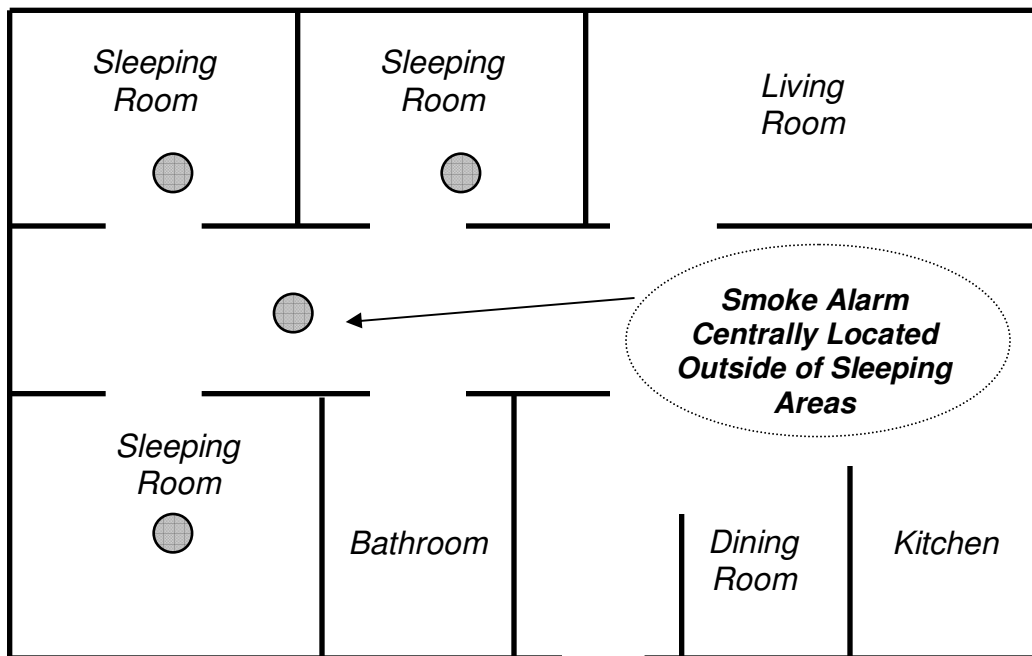 Sleeping
Room
Sleeping
Room
Living
Room
Smoke Alarm
Centrally Located
Outside of Sleeping
Areas
Sleeping
Room
Bathroom
Dining
Room
Kitchen